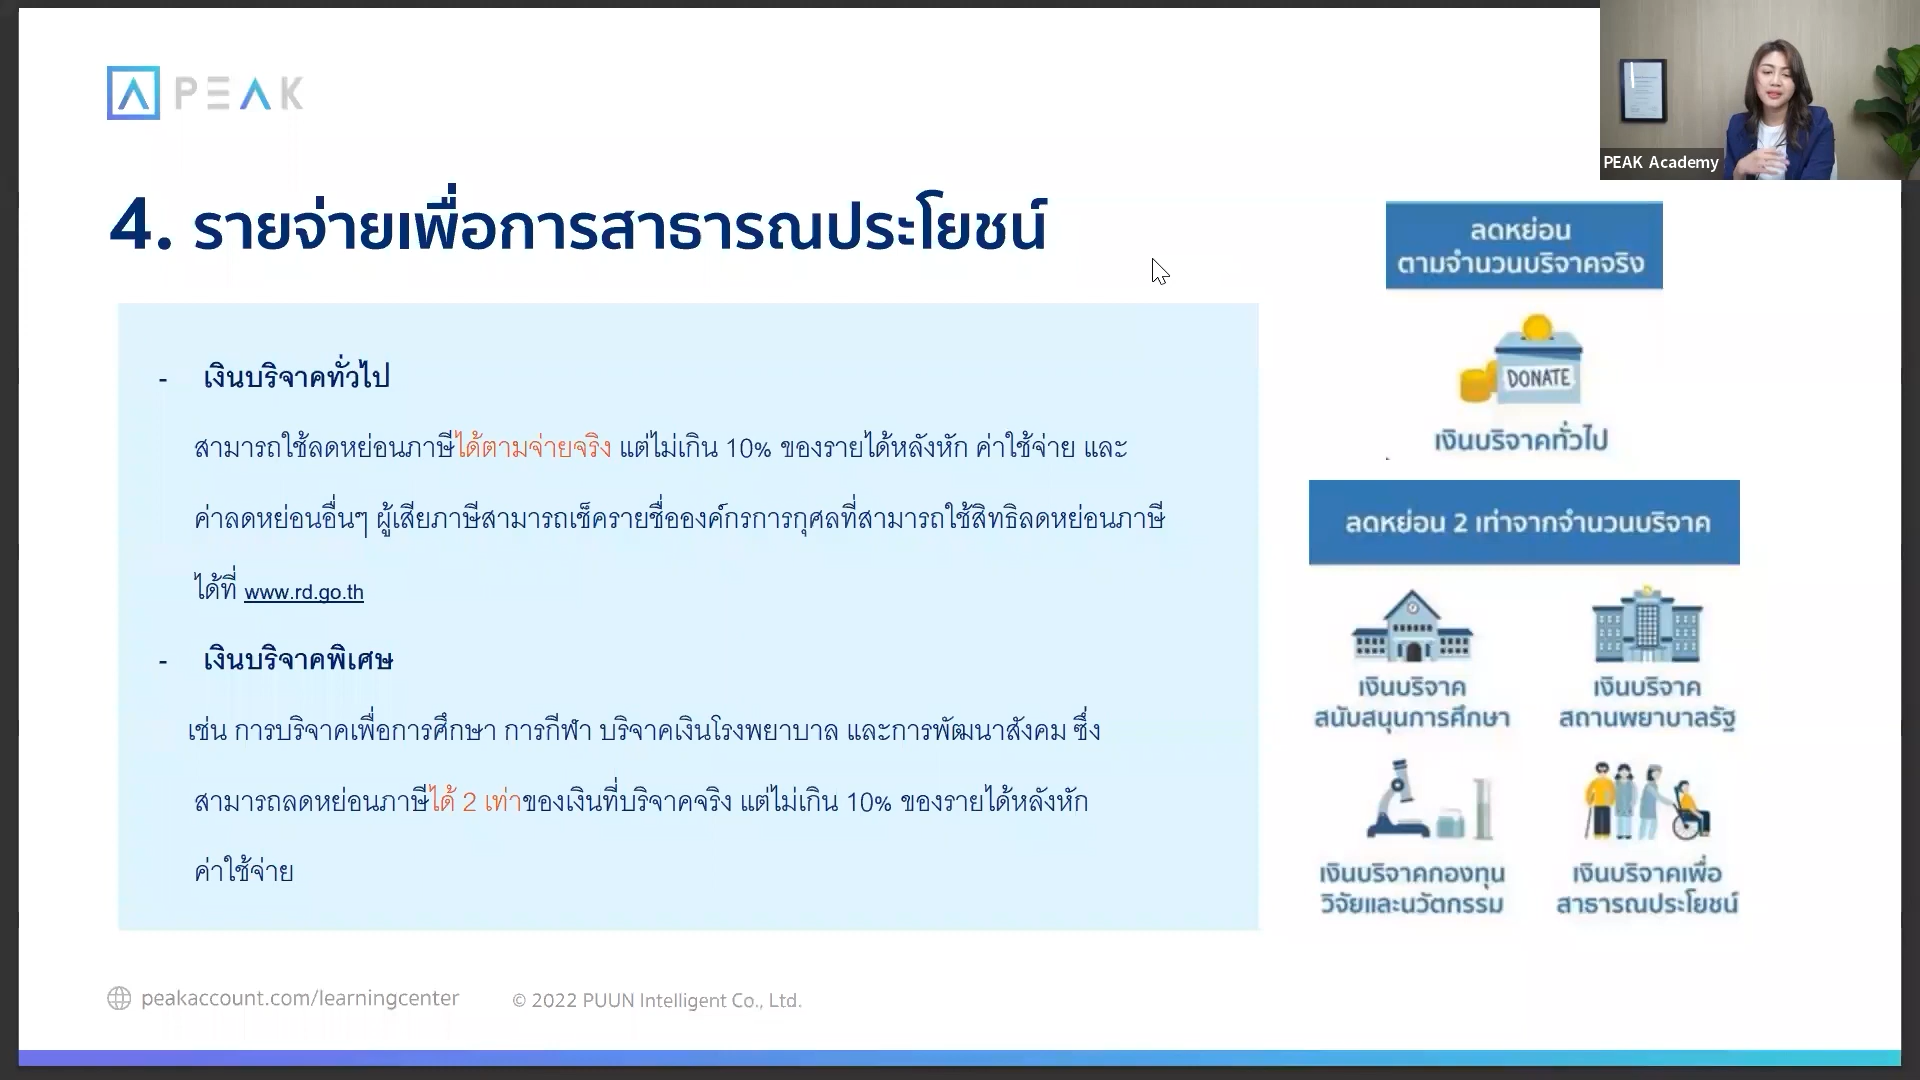 PEAK
PEAK Academy
4. รายจ่ายเพื่อการสาธารณประโยชน์
- เงินบริจาคทั่วไป
สามารถใช้ลดหย่อนภาษีได้ตามจ่ายจริง แต่ไม่เกิน 10% ของรายได้หลังหัก ค่าใช้จ่าย และ
ค่าลดหย่อนอื่นๆ ผู้เสียภาษีสามารถเช็ครายชื่อองค์กรการกุศลที่สามารถใช้สิทธิลดหย่อนภาษี
ได้ที่ www.rd.go.th
- เงินบริจาคพิเศษ
เช่น การบริจาคเพื่อการศึกษา การกีฬา บริจาคเงินโรงพยาบาล และการพัฒนาสังคม ซึ่ง
สามารถลดหย่อนภาษีได้ 2 เท่าของเงินที่บริจาคจริง แต่ไม่เกิน 10% ของรายได้หลังหัก
ค่าใช้จ่าย
ลดหย่อน
ตามจำนวนบริจาคจริง
DONATE
เงินบริจาคทั่วไป
ลดหย่อน 2 เท่าจากจำนวนบริจาค
เงินบริจาค
สนับสนุนการศึกษา
เงินบริจาค
สถานพยาบาลรัฐ
เงินบริจาคกองทุน
วิจัยและนวัตกรรม
เงินบริจาคเพื่อ
สาธารณประโยชน์
peakaccount.com/learningcenter
© 2022 PUUN Intelligent Co., Ltd.